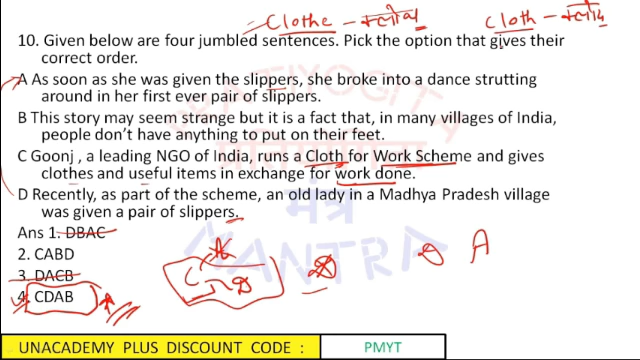 Clothe - 
Cloth - 
10. Given below are four jumbled sentences. Pick the option that gives their
correct order.
A As soon as she was given the slippers, she broke into a dance strutting
around in her first ever pair of slippers.
B This story may seem strange but it is a fact that, in many villages of India,
people don't have anything to put on their feet.
C Goonj , a leading NGO of India, runs a Cloth for Work Scheme and gives
clothes and useful items in exchange for work done.
D Recently, as part of the scheme, an old lady in a Madhya Pradesh village
was given a pair of slippers.
Ans 1. DBAC
2. CABD
3. DACB
4. CDAB
C D
D A
MANTRA
UNACADEMY PLUS DISCOUNT CODE : PMYT